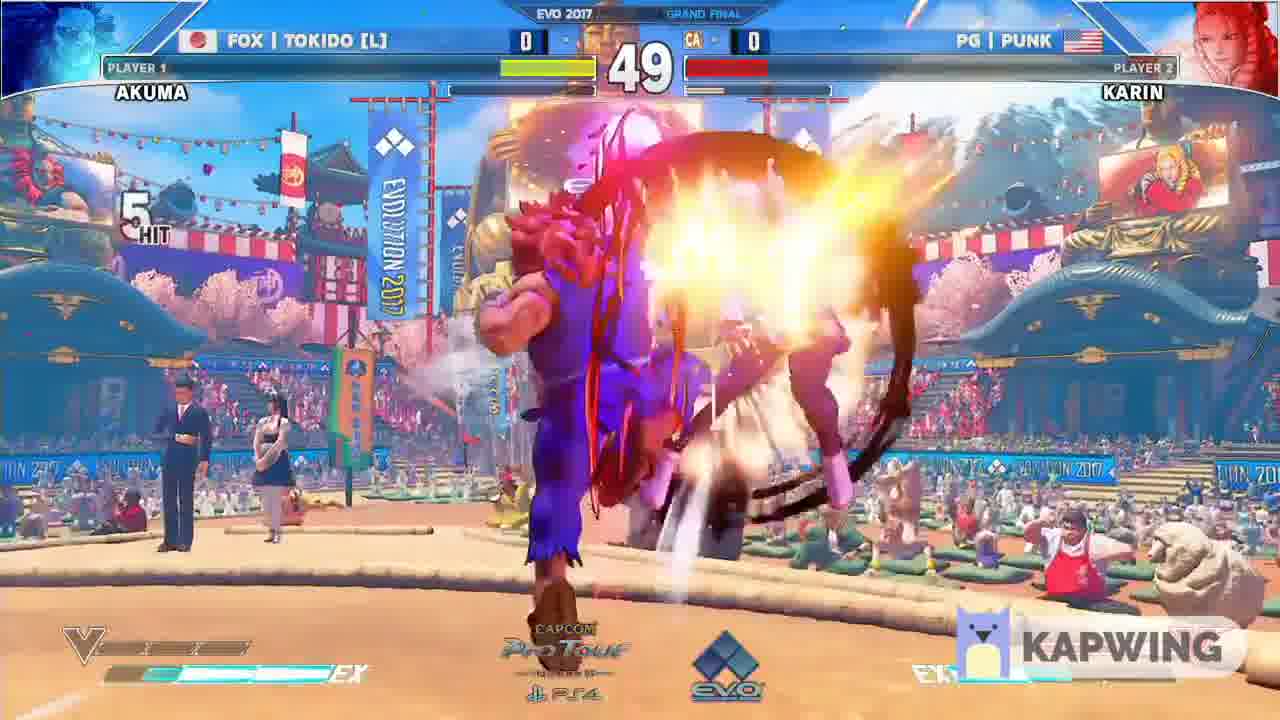 EVO 2017 GRAND FINAL
FOX | TOKIDO [L] 0 CA 0 PG | PUNK
49
PLAYER 1 PLAYER 2
AKUMA KARIN
EVOLUTION 2017
5
HIT
EX EX
CAPCOM
PRO TOUR
PS4
EVO
KAPWING